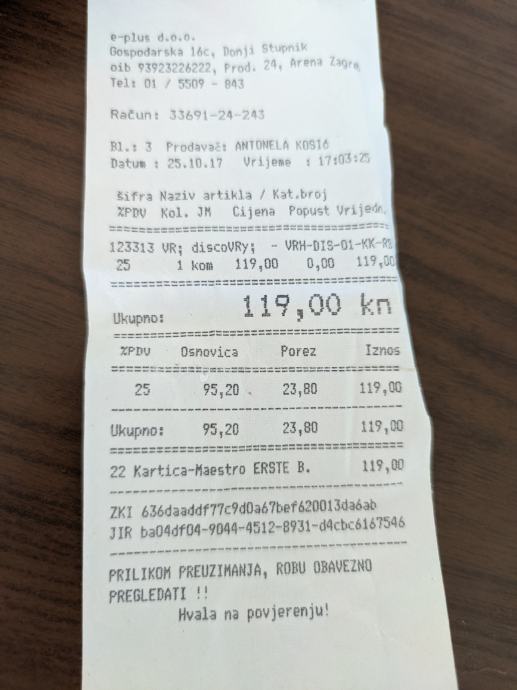 e-plus d.o.o.
Gospodarska 16c, Donji Stupnik
oib 93923226222, Prod. 24, Arena Zagre
Tel: 01 / 5509 - 843
Račun: 33691-24-243
Bl.: 3 Prodavač: ANTONELA KOSIĆ
Datum : 25.10.17 Vrijeme : 17:03:25
šifra Naziv artikla / Kat.broj
%PDV Kol. JM Cijena Popust Vrijedn.
================================
123313 VR; discoVRy; - VRH-DIS-01-KK-RS
25 1 kom 119,00 0,00 119,00
================================
Ukupno: 119,00 kn
================================
%PDV Osnovica Porez Iznos
================================
25 95,20 23,80 119,00
--------------------------------
Ukupno: 95,20 23,80 119,00
================================
22 Kartica-Maestro ERSTE B. 119,00
--------------------------------
ZKI 636daaddf77c9d0a67bef620013da6ab
JIR ba04df04-9044-4512-8931-d4cbc6167546
--------------------------------
PRILIKOM PREUZIMANJA, ROBU OBAVEZNO
PREGLEDATI !!
Hvala na povjerenju!